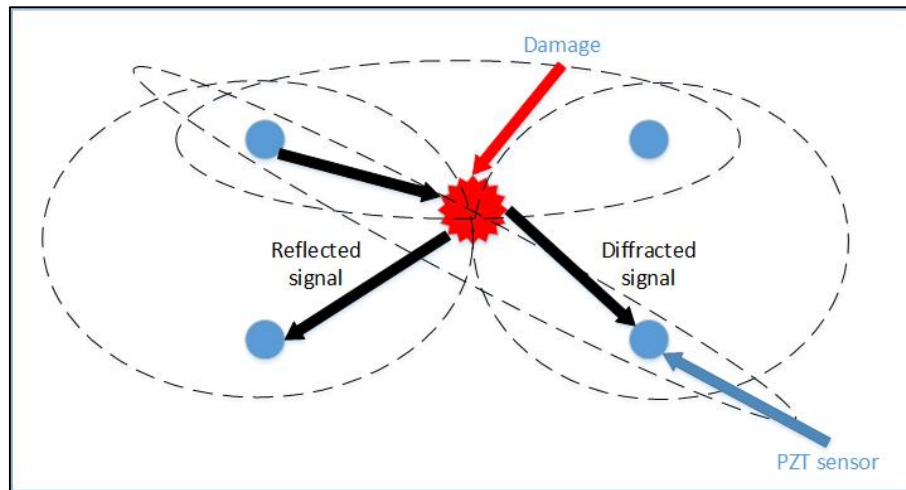 Damage
Reflected
signal
Diffracted
signal
PZT sensor